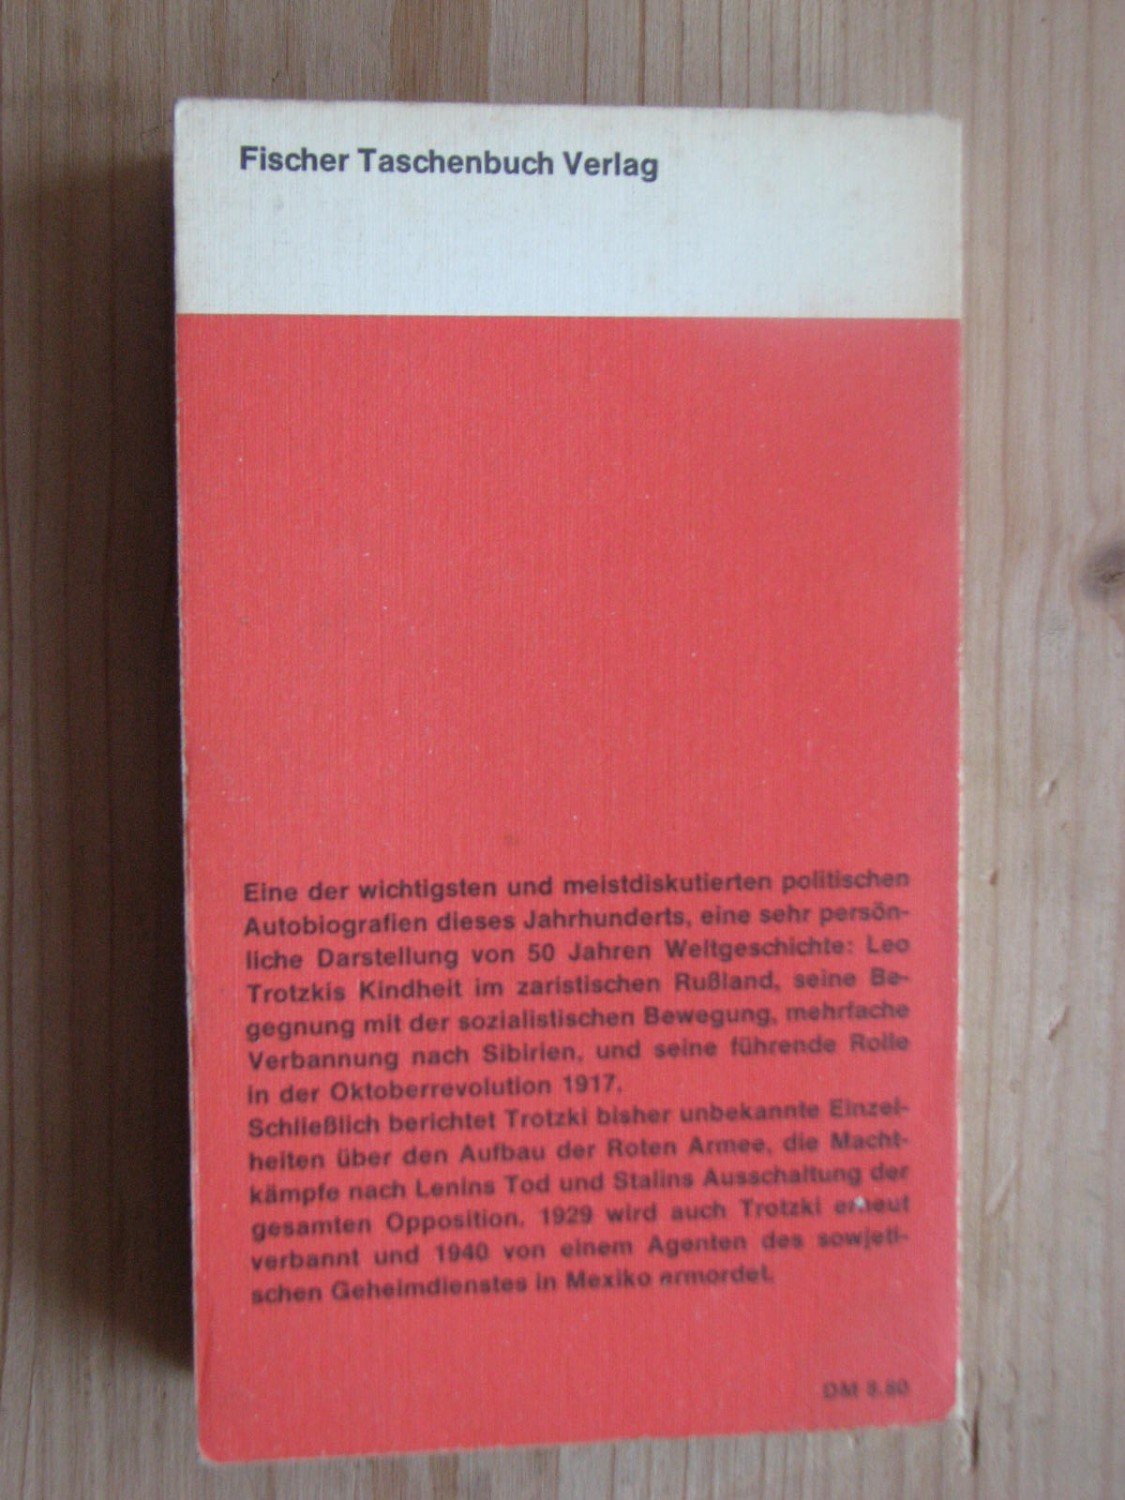 Fischer Taschenbuch Verlag
Eine der wichtigsten und meistdiskutierten politischen
Autobiografien dieses Jahrhunderts, eine sehr persön-
liche Darstellung von 50 Jahren Weltgeschichte: Leo
Trotzkis Kindheit im zaristischen Rußland, seine Be-
gegnung mit der sozialistischen Bewegung, mehrfache
Verbannung nach Sibirien, und seine führende Rolle
in der Oktoberrevolution 1917.
Schließlich berichtet Trotzki bisher unbekannte Einzel-
heiten über den Aufbau der Roten Armee, die Macht-
kämpfe nach Lenins Tod und Stalins Ausschaltung der
gesamten Opposition. 1929 wird auch Trotzki erneut
verbannt und 1940 von einem Agenten des sowjeti-
schen Geheimdienstes in Mexiko ermordet.
DM